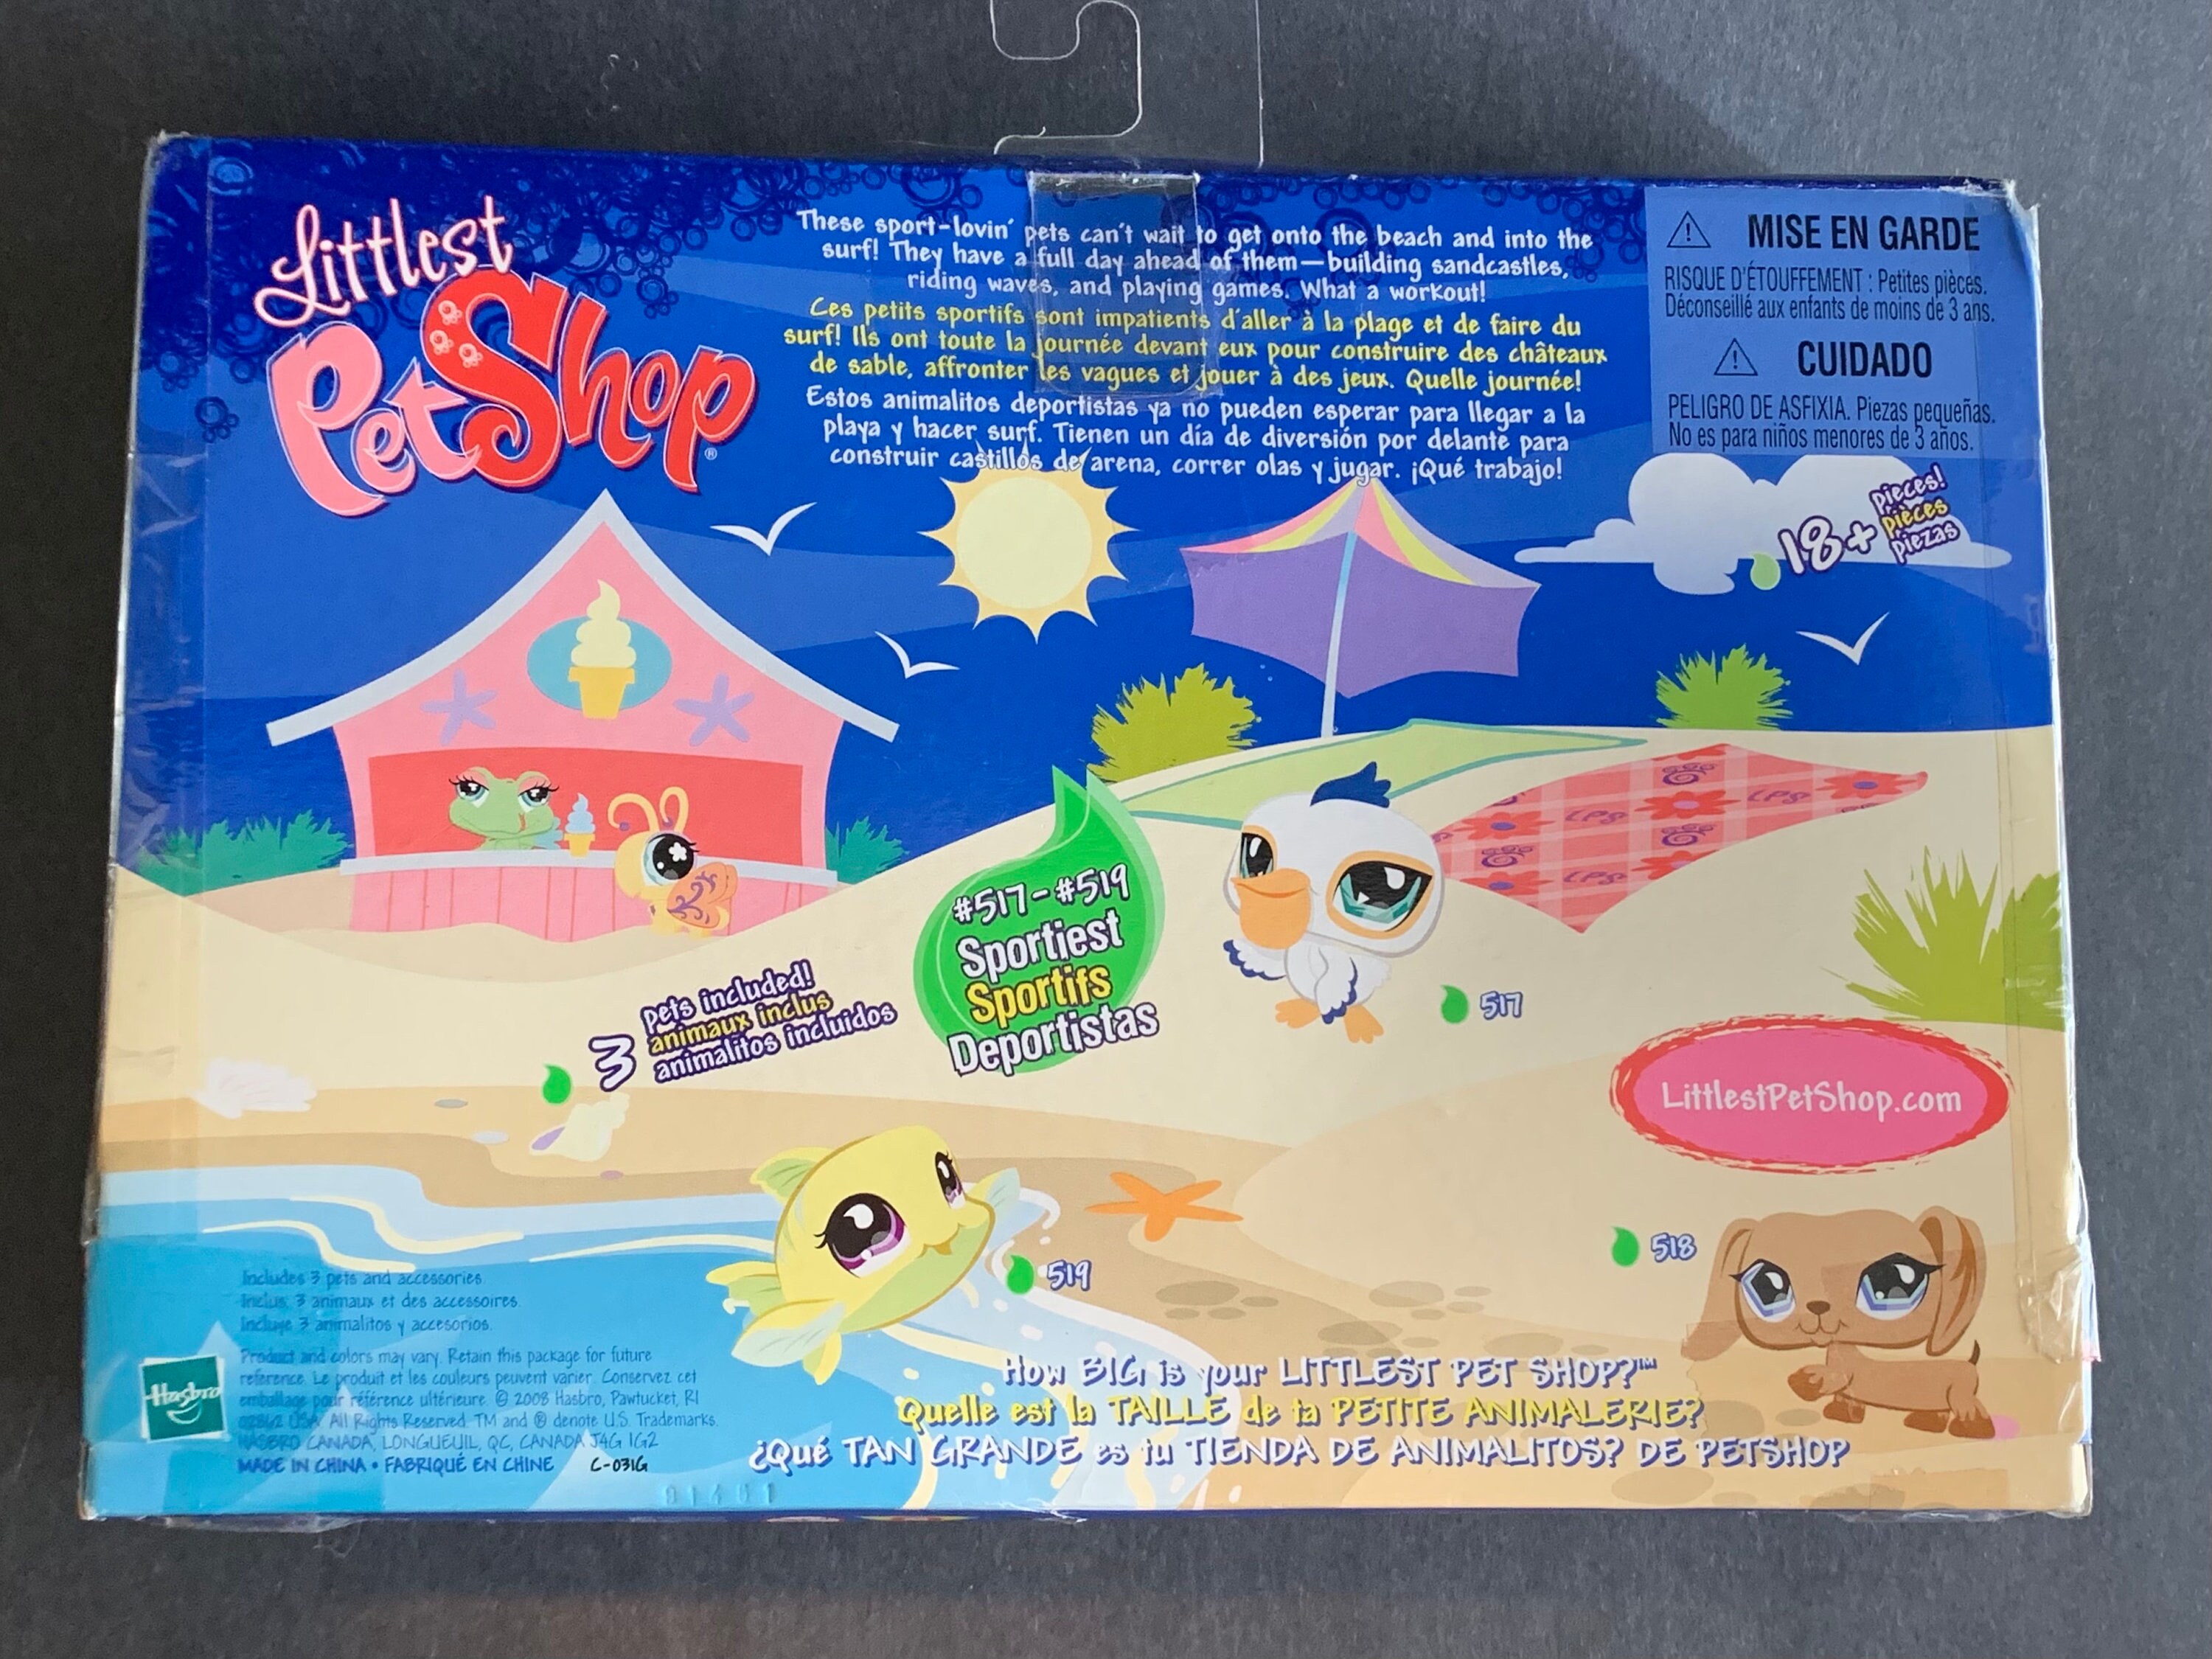 Littlest
PetShop®
These sport-lovin' pets can't wait to get onto the beach and into the
surf! They have a full day ahead of them—building sandcastles,
riding waves, and playing games. What a workout!
Ces petits sportifs sont impatients d'aller à la plage et de faire du
surf! Ils ont toute la journée devant eux pour construire des châteaux
de sable, affronter les vagues et jouer à des jeux. Quelle journée!
Estos animalitos deportistas ya no pueden esperar para llegar a la
playa y hacer surf. Tienen un día de diversión por delante para
construir castillos de arena, correr olas y jugar. ¡Qué trabajo!
MISE EN GARDE
RISQUE D'ÉTOUFFEMENT : Petites pièces.
Déconseillé aux enfants de moins de 3 ans.
CUIDADO
PELIGRO DE ASFIXIA. Piezas pequeñas.
No es para niños menores de 3 años.
18+ pieces!
pièces
piezas
LPS
LPS
LPS
#517-#519
Sportiest
Sportifs
Deportistas
517
3 pets included!
animaux inclus
animalitos incluidos
LittlestPetShop.com
519
518
Includes 3 pets and accessories.
Inclus: 3 animaux et des accessoires.
Incluye 3 animalitos y accesorios.
Product and colors may vary. Retain this package for future
reference. Le produit et les couleurs peuvent varier. Conservez cet
emballage pour référence ultérieure. © 2008 Hasbro, Pawtucket, RI
02862 USA. All Rights Reserved. TM and ® denote U.S. Trademarks.
HASBRO CANADA, LONGUEUIL, QC, CANADA J4G 1G2
MADE IN CHINA • FABRIQUÉ EN CHINE C-031G
Hasbro
91401
How BIG is your LITTLEST PET SHOP?™
Quelle est la TAILLE de ta PETITE ANIMALERIE?
¿Qué TAN GRANDE es tu TIENDA DE ANIMALITOS? DE PETSHOP